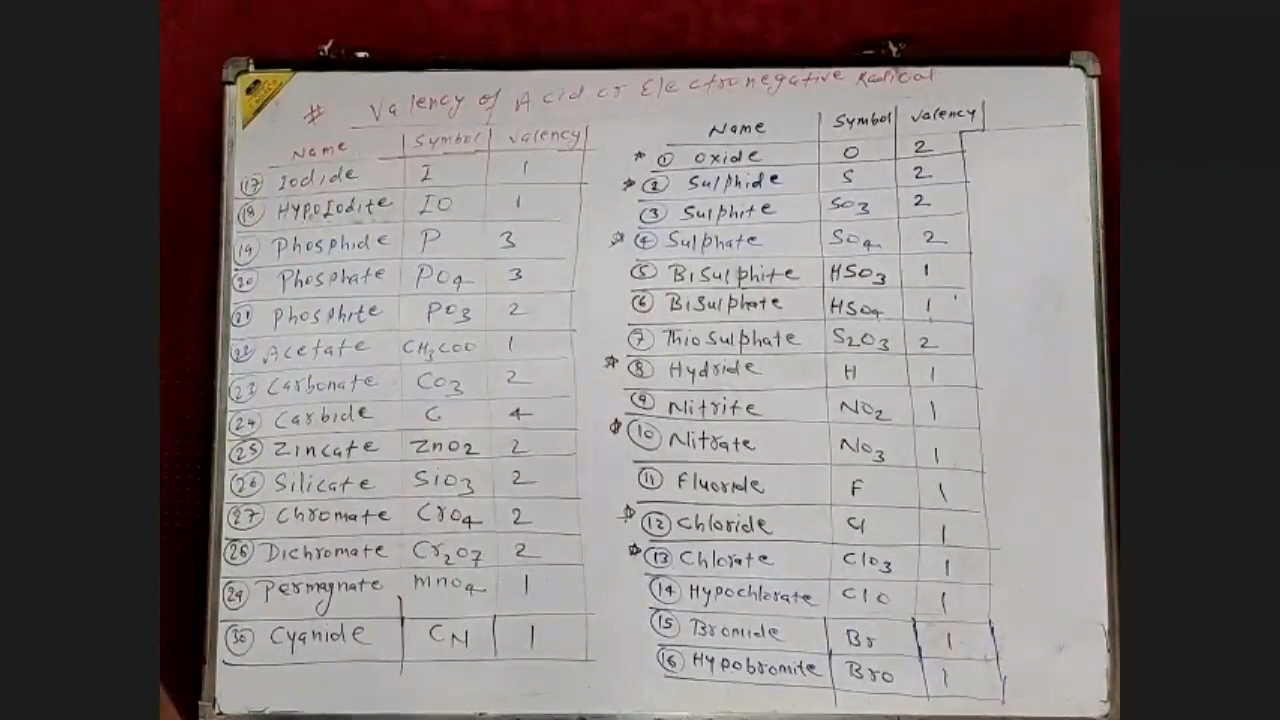 # Valency of Acid or Electronegative Radical
Name Symbol Valency
17 Iodide I 1
18 HypoIodite IO 1
19 Phosphide P 3
20 Phosphate PO4 3
21 Phosphite PO3 2
22 Acetate CH3COO 1
23 Carbonate CO3 2
24 Carbide C 4
25 Zincate ZnO2 2
26 Silicate SiO3 2
27 Chromate CrO4 2
28 Dichromate Cr2O7 2
29 Permagnate MnO4 1
30 Cyanide CN 1
Name Symbol Valency
* 1 Oxide O 2
* 2 Sulphide S 2
3 Sulphite SO3 2
* 4 Sulphate SO4 2
5 BiSulphite HSO3 1
6 BiSulphate HSO4 1
7 ThioSulphate S2O3 2
* 8 Hydride H 1
9 Nitrite NO2 1
* 10 Nitrate NO3 1
11 Fluoride F 1
* 12 Chloride Cl 1
* 13 Chlorate ClO3 1
14 Hypochlorate ClO 1
15 Bromide Br 1
16 Hypobromite BrO 1